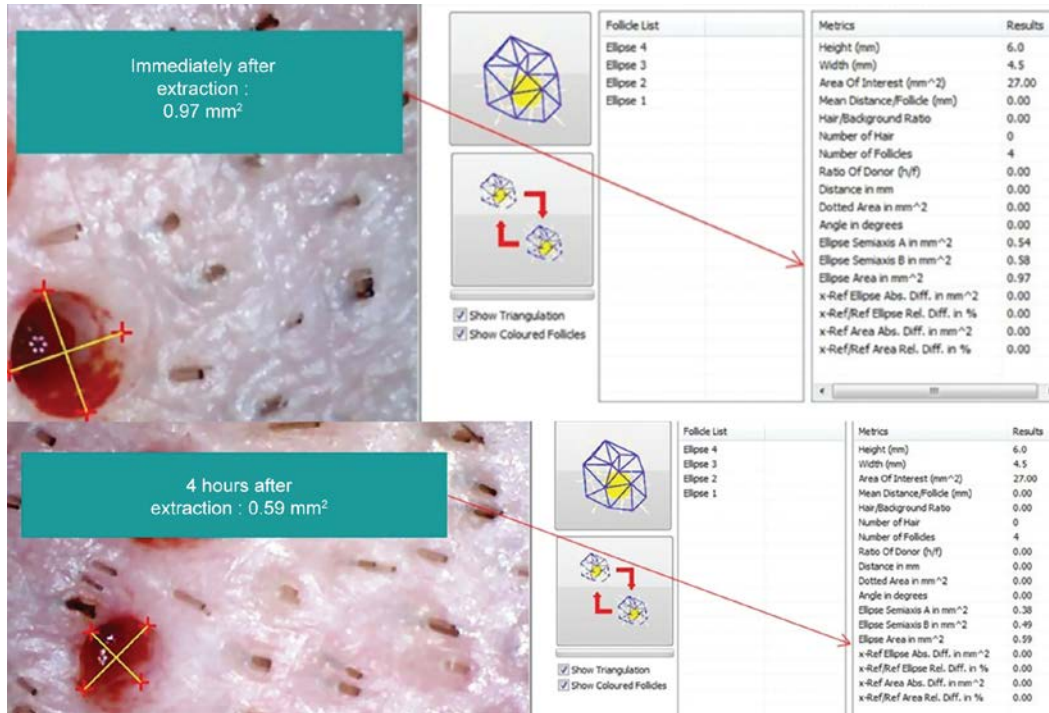 Immediately after
extraction :
0.97 mm²
Show Triangulation
Show Coloured Follicles
Follicle List
Ellipse 4
Ellipse 3
Ellipse 2
Ellipse 1
Metrics Results
Height (mm) 6.0
Width (mm) 4.5
Area Of Interest (mm^2) 27.00
Mean Distance/Follicle (mm) 0.00
Hair/Background Ratio 0.00
Number of Hair 0
Number of Follicles 4
Ratio Of Donor (h/f) 0.00
Distance in mm 0.00
Dotted Area in mm^2 0.00
Angle in degrees 0.00
Ellipse Semiaxis A in mm^2 0.54
Ellipse Semiaxis B in mm^2 0.58
Ellipse Area in mm^2 0.97
x-Ref Ellipse Abs. Diff. in mm^2 0.00
x-Ref/Ref Ellipse Rel. Diff. in % 0.00
x-Ref Area Abs. Diff. in mm^2 0.00
x-Ref/Ref Area Rel. Diff. in % 0.00
4 hours after
extraction : 0.59 mm²
Show Triangulation
Show Coloured Follicles
Follicle List
Ellipse 4
Ellipse 3
Ellipse 2
Ellipse 1
Metrics Results
Height (mm) 6.0
Width (mm) 4.5
Area Of Interest (mm^2) 27.00
Mean Distance/Follicle (mm) 0.00
Hair/Background Ratio 0.00
Number of Hair 0
Number of Follicles 4
Ratio Of Donor (h/f) 0.00
Distance in mm 0.00
Dotted Area in mm^2 0.00
Angle in degrees 0.00
Ellipse Semiaxis A in mm^2 0.38
Ellipse Semiaxis B in mm^2 0.49
Ellipse Area in mm^2 0.59
x-Ref Ellipse Abs. Diff. in mm^2 0.00
x-Ref/Ref Ellipse Rel. Diff. in % 0.00
x-Ref Area Abs. Diff. in mm^2 0.00
x-Ref/Ref Area Rel. Diff. in % 0.00